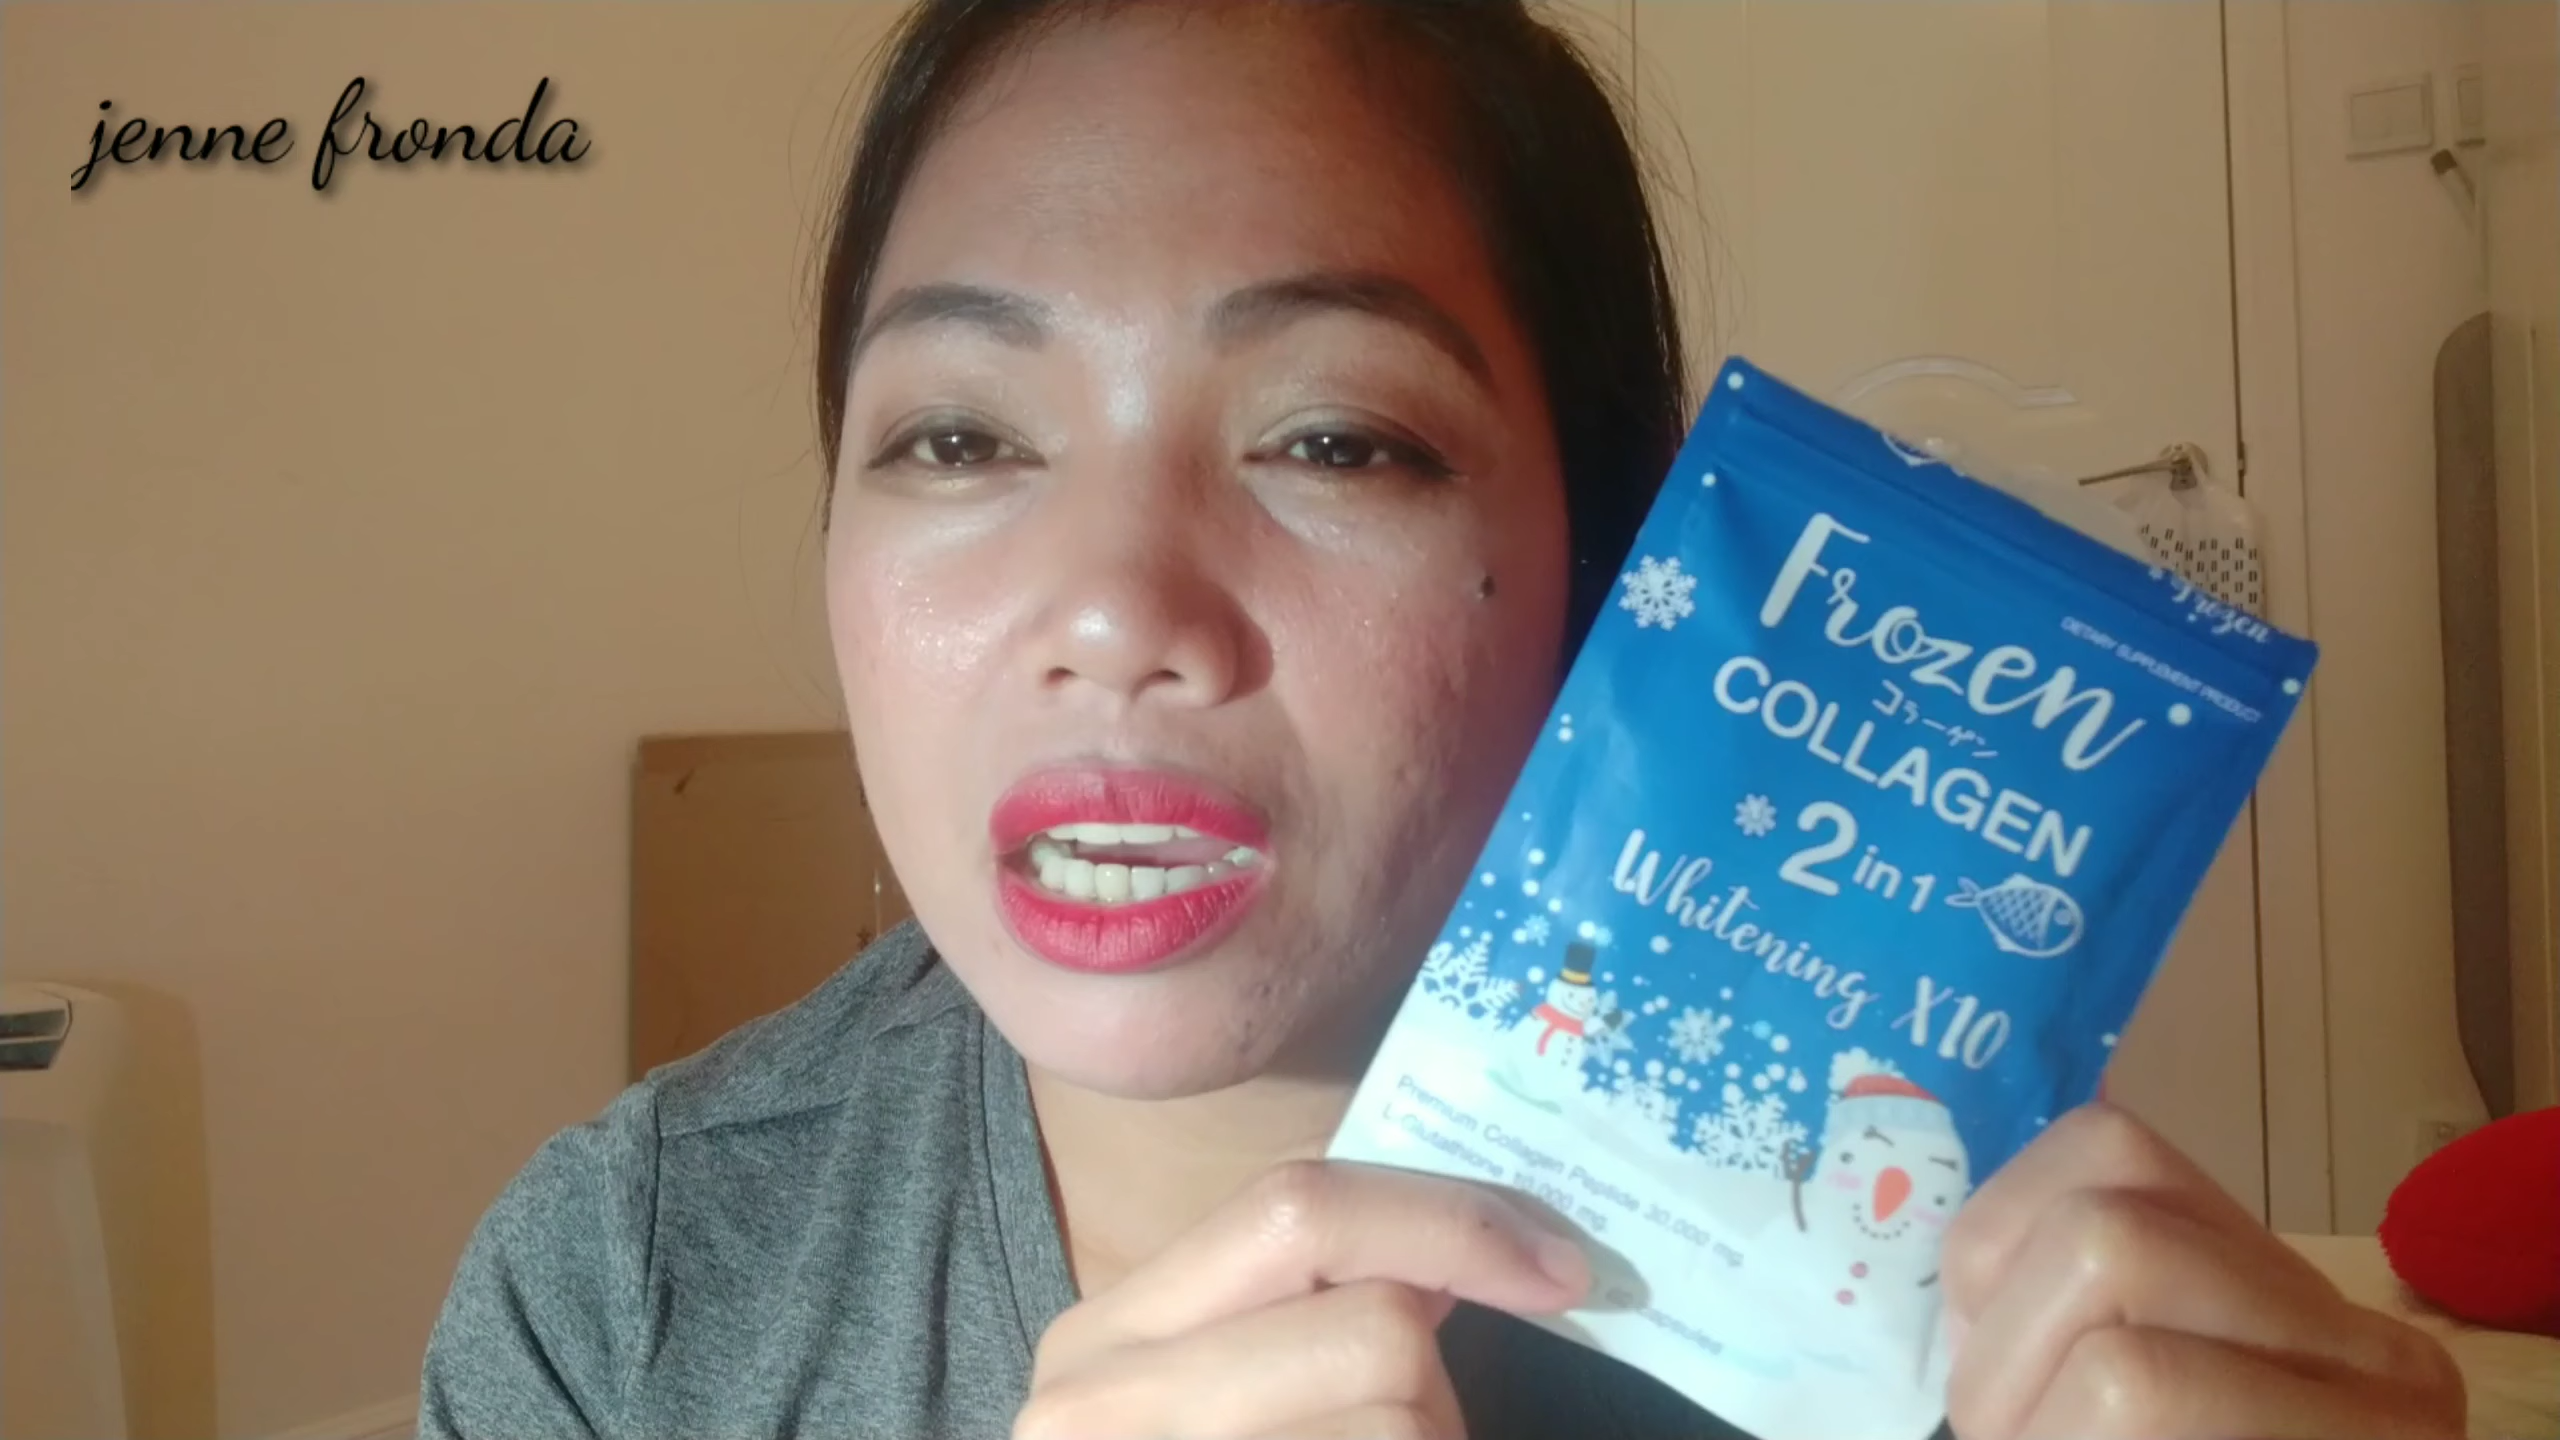 jenne fronda
Frozen
DIETARY SUPPLEMENT PRODUCT
Frozen
コラーゲン
COLLAGEN
2 in 1
Whitening X10
Premium Collagen Peptide 30,000 mg.
L-Glutathione 10,000 mg.
capsules